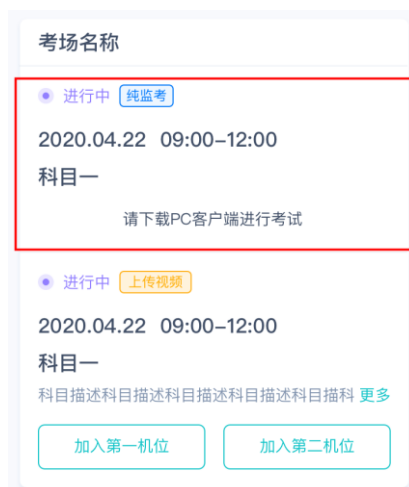 考场名称
进行中 纯监考
2020.04.22 09:00-12:00
科目一
请下载PC客户端进行考试
进行中 上传视频
2020.04.22 09:00-12:00
科目一
科目描述科目描述科目描述科目描述科目描科 更多
加入第一机位 加入第二机位